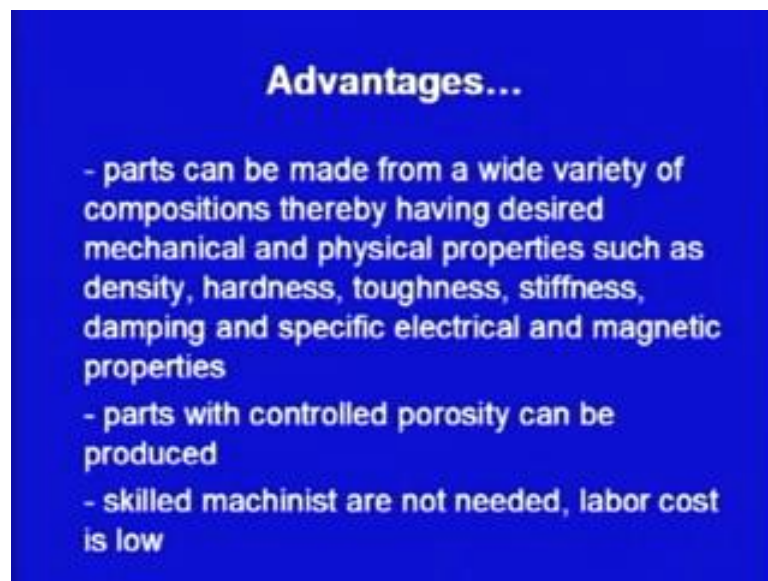 Advantages...
- parts can be made from a wide variety of
compositions thereby having desired
mechanical and physical properties such as
density, hardness, toughness, stiffness,
damping and specific electrical and magnetic
properties
- parts with controlled porosity can be
produced
- skilled machinist are not needed, labor cost
is low